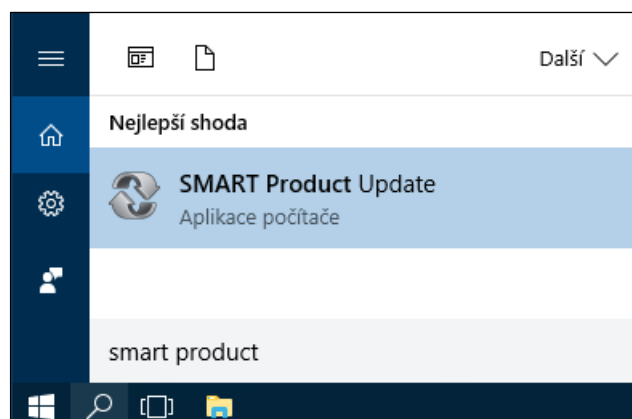 Další
Nejlepší shoda
SMART Product Update
Aplikace počítače
smart product